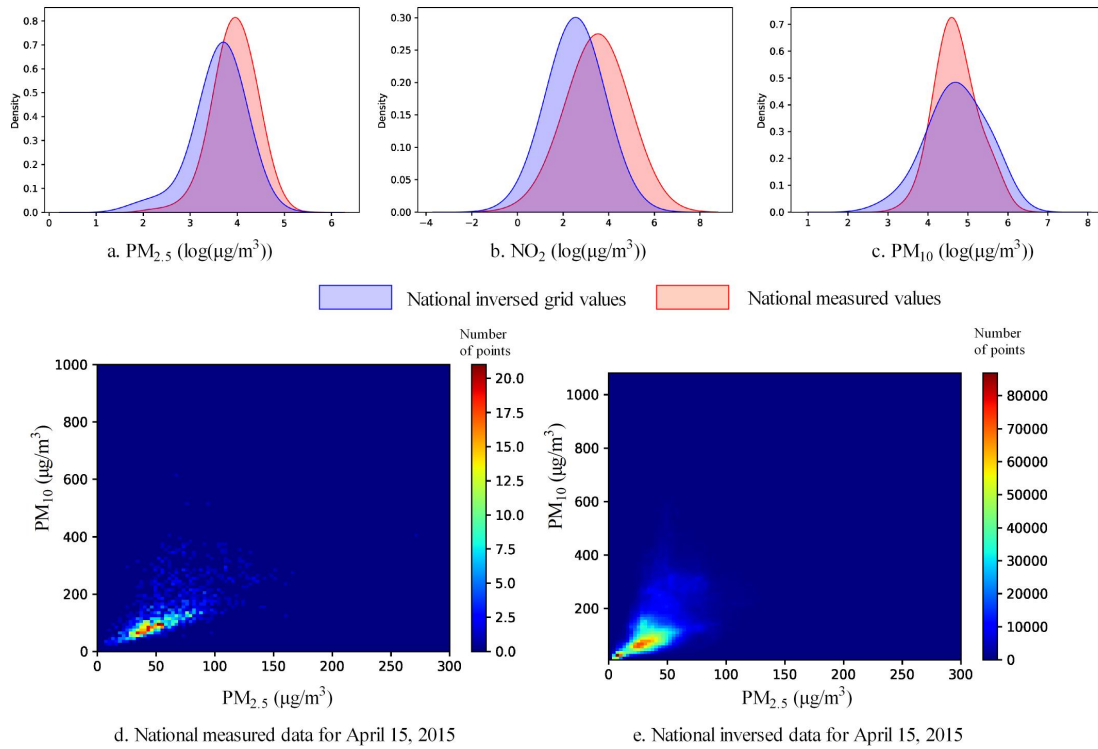 0.8
0.7
0.6
0.5
0.4
0.3
0.2
0.1
0.0
Density
0 1 2 3 4 5 6
a. PM2.5 (log(μg/m3))
0.30
0.25
0.20
0.15
0.10
0.05
0.00
Density
−4 −2 0 2 4 6 8
b. NO2 (log(μg/m3))
0.7
0.6
0.5
0.4
0.3
0.2
0.1
0.0
Density
1 2 3 4 5 6 7 8
c. PM10 (log(μg/m3))
National inversed grid values
National measured values
Number
of points
1000
800
600
400
200
0
PM10 (μg/m3)
0 50 100 150 200 250 300
PM2.5 (μg/m3)
20.0
17.5
15.0
12.5
10.0
7.5
5.0
2.5
0.0
d. National measured data for April 15, 2015
Number
of points
1000
800
600
400
200
PM10 (μg/m3)
0 50 100 150 200 250 300
PM2.5 (μg/m3)
80000
70000
60000
50000
40000
30000
20000
10000
0
e. National inversed data for April 15, 2015